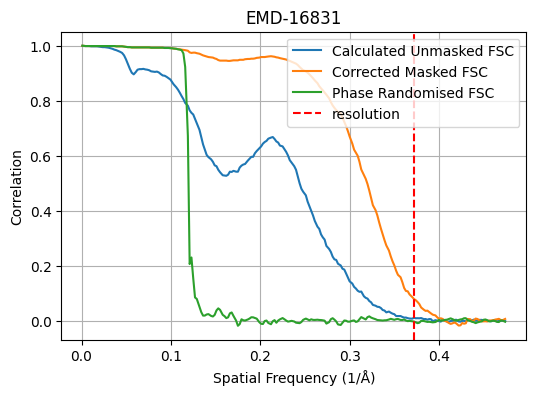 EMD-16831
Correlation
1.0
0.8
0.6
0.4
0.2
0.0
Calculated Unmasked FSC
Corrected Masked FSC
Phase Randomised FSC
resolution
0.0 0.1 0.2 0.3 0.4
Spatial Frequency (1/Å)